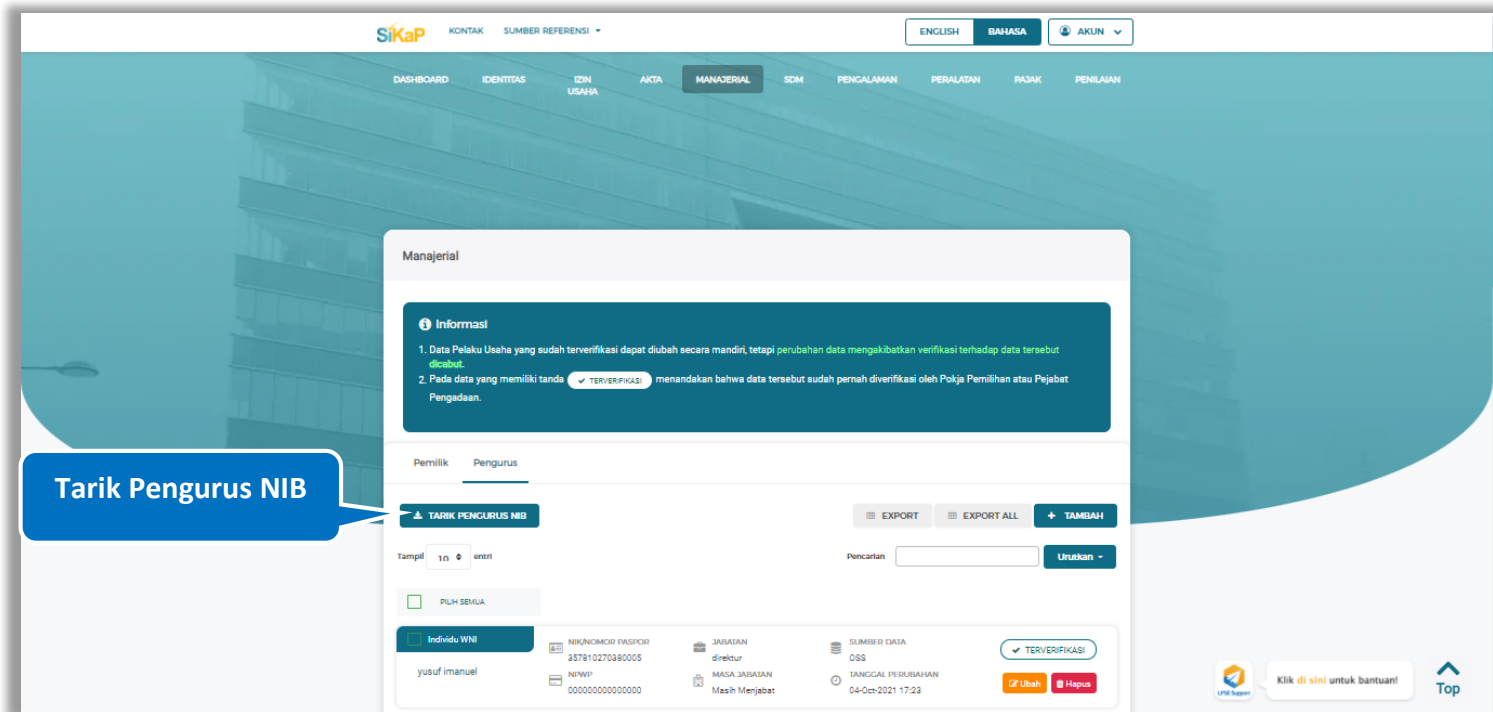 SiKaP KONTAK SUMBER REFERENSI ENGLISH BAHASA AKUN
DASHBOARD IDENTITAS IZIN USAHA AKTA MANAJERIAL SDM PENGALAMAN PERALATAN PAJAK PENILAIAN
Manajerial
Informasi
1. Data Pelaku Usaha yang sudah terverifikasi dapat diubah secara mandiri, tetapi perubahan data mengakibatkan verifikasi terhadap data tersebut
dicabut.
2. Pada data yang memiliki tanda TERVERIFIKASI menandakan bahwa data tersebut sudah pernah diverifikasi oleh Pokja Pemilihan atau Pejabat
Pengadaan.
Pemilik Pengurus
Tarik Pengurus NIB
TARIK PENGURUS NIB EXPORT EXPORT ALL + TAMBAH
Tampil 10 entri Pencarian Urutkan
PILIH SEMUA
Individu WNI
yusuf imanuel
NIK/NOMOR PASPOR
357810270380005
NPWP
000000000000000
JABATAN
direktur
MASA JABATAN
Masih Menjabat
SUMBER DATA
OSS
TANGGAL PERUBAHAN
04-Oct-2021 17:23
TERVERIFIKASI
Ubah Hapus
LPSE Support
Klik di sini untuk bantuan!
Top